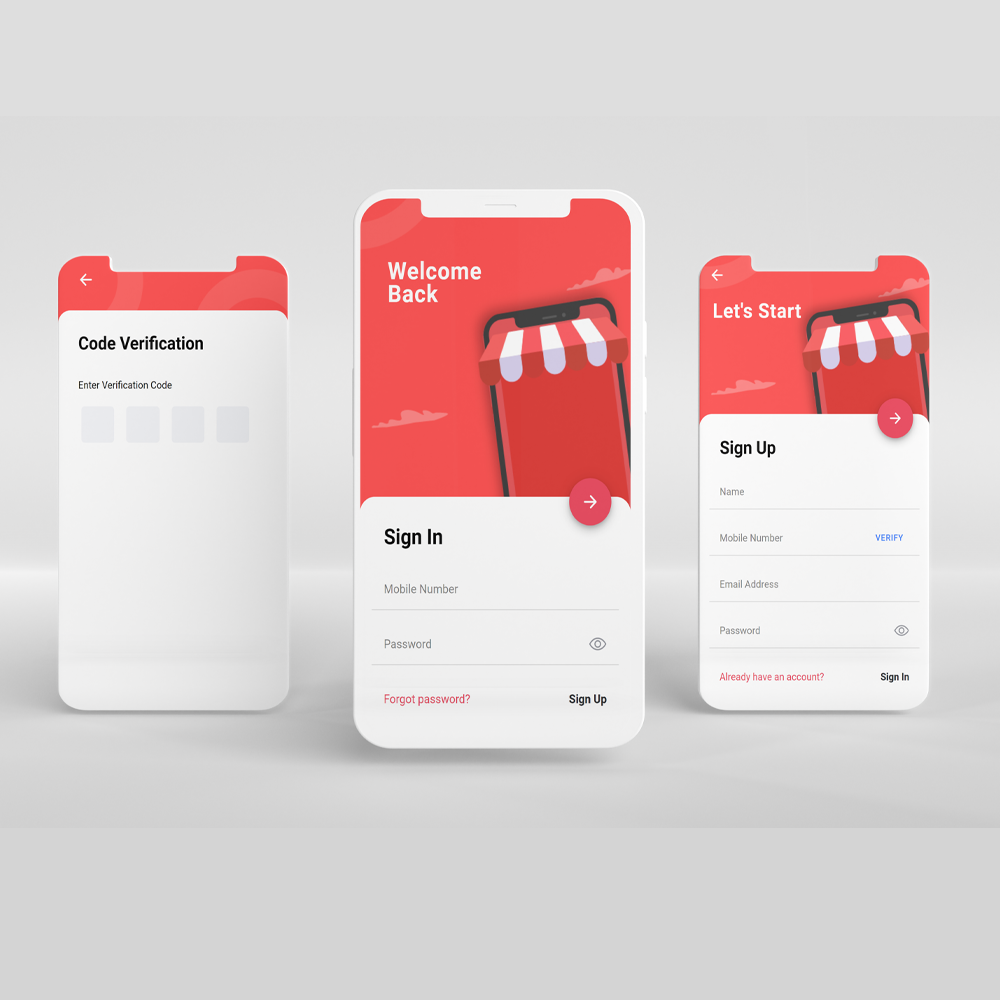 Code Verification
Enter Verification Code
Welcome
Back
Sign In
Mobile Number
Password
Forgot password?
Sign Up
Let's Start
Sign Up
Name
Mobile Number
VERIFY
Email Address
Password
Already have an account?
Sign In